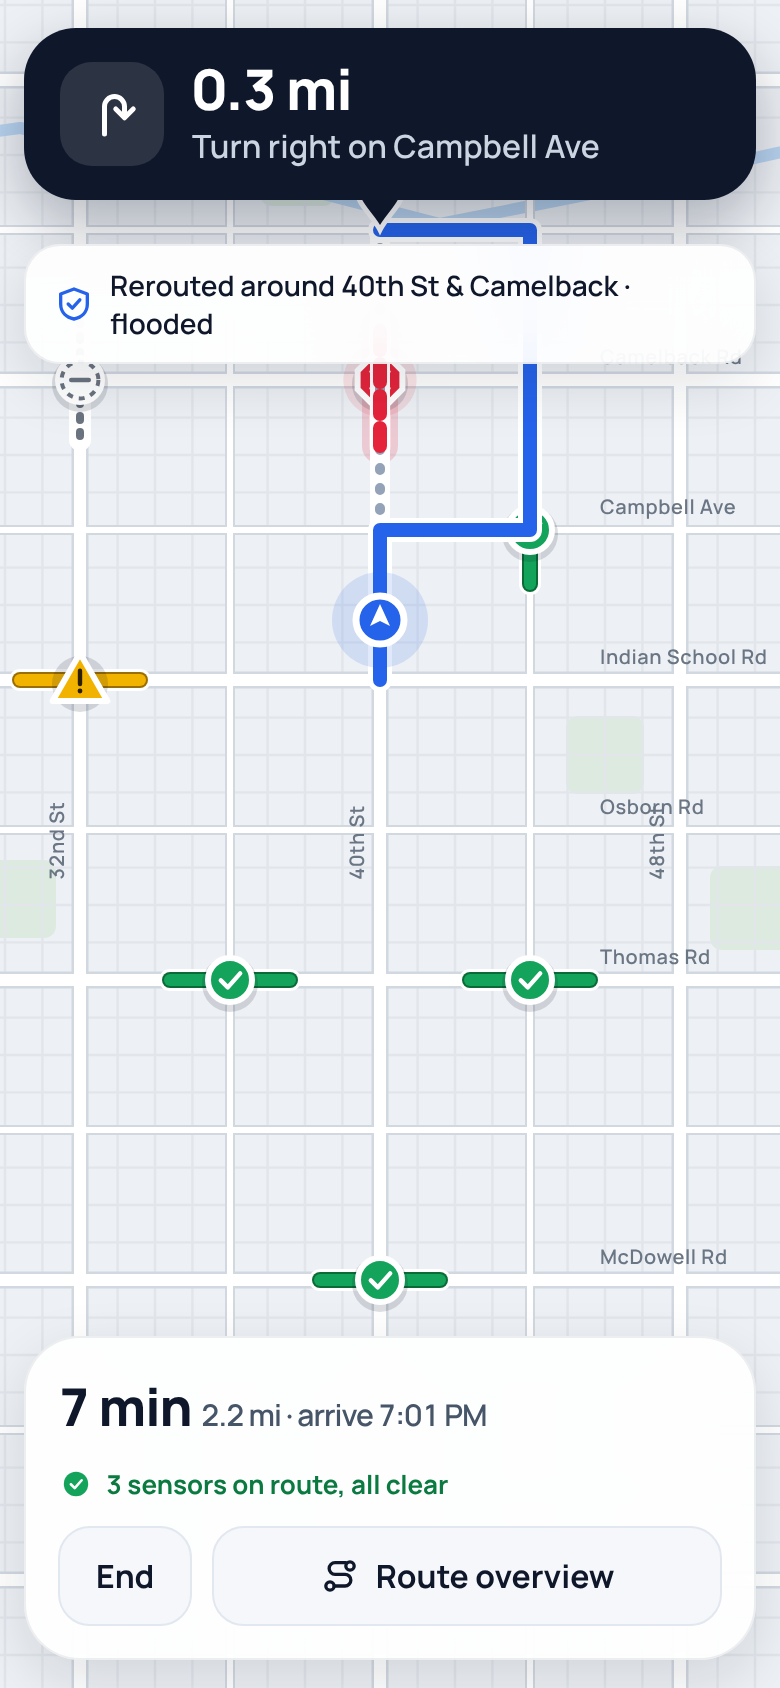 0.3 mi
Turn right on Campbell Ave
Rerouted around 40th St & Camelback ·
flooded
Camelback Rd
Campbell Ave
Indian School Rd
Osborn Rd
32nd St
40th St
48th St
Thomas Rd
McDowell Rd
7 min 2.2 mi · arrive 7:01 PM
3 sensors on route, all clear
End
Route overview